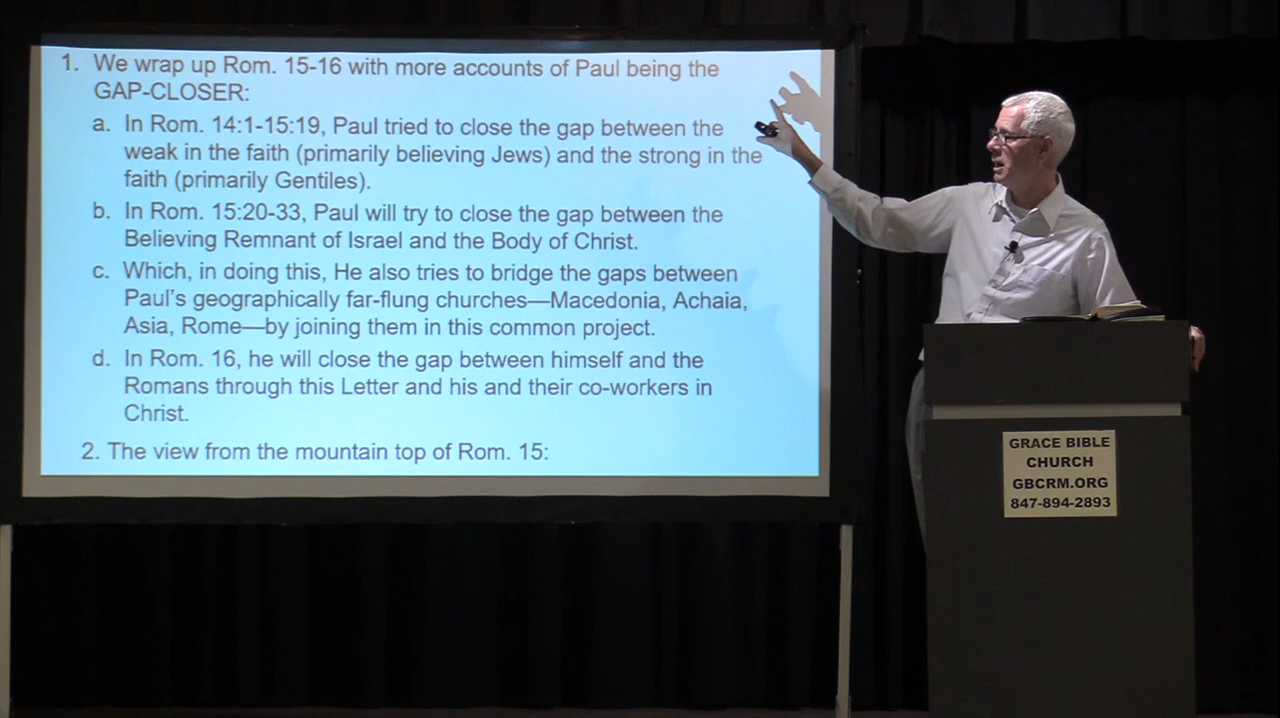 1. We wrap up Rom. 15-16 with more accounts of Paul being the
GAP-CLOSER:
a. In Rom. 14:1-15:19, Paul tried to close the gap between the
weak in the faith (primarily believing Jews) and the strong in the
faith (primarily Gentiles).
b. In Rom. 15:20-33, Paul will try to close the gap between the
Believing Remnant of Israel and the Body of Christ.
c. Which, in doing this, He also tries to bridge the gaps between
Paul's geographically far-flung churches—Macedonia, Achaia,
Asia, Rome—by joining them in this common project.
d. In Rom. 16, he will close the gap between himself and the
Romans through this Letter and his and their co-workers in
Christ.
2. The view from the mountain top of Rom. 15:
GRACE BIBLE
CHURCH
GBCRM.ORG
847-894-2893